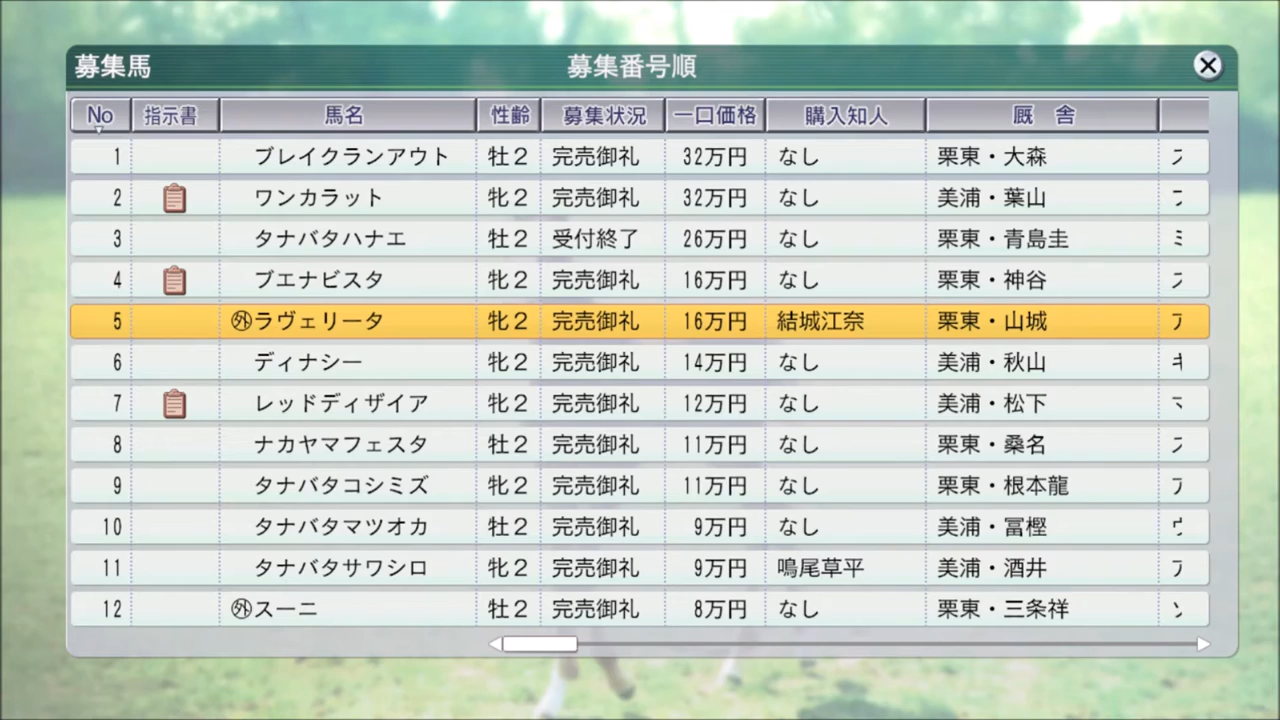 募集馬 募集番号順
No 指示書 馬名 性齢 募集状況 一口価格 購入知人 厩 舎
1 ブレイクランアウト 牡2 完売御礼 32万円 なし 栗東・大森
2 ワンカラット 牝2 完売御礼 32万円 なし 美浦・葉山
3 タナバタハナエ 牡2 受付終了 26万円 なし 栗東・青島圭
4 ブエナビスタ 牝2 完売御礼 16万円 なし 栗東・神谷
5 外ラヴェリータ 牝2 完売御礼 16万円 結城江奈 栗東・山城
6 ディナシー 牝2 完売御礼 14万円 なし 美浦・秋山
7 レッドディザイア 牝2 完売御礼 12万円 なし 美浦・松下
8 ナカヤマフェスタ 牡2 完売御礼 11万円 なし 栗東・桑名
9 タナバタコシミズ 牝2 完売御礼 11万円 なし 栗東・根本龍
10 タナバタマツオカ 牡2 完売御礼 9万円 なし 美浦・冨樫
11 タナバタサワシロ 牝2 完売御礼 9万円 鳴尾草平 美浦・酒井
12 外スーニ 牡2 完売御礼 8万円 なし 栗東・三条祥